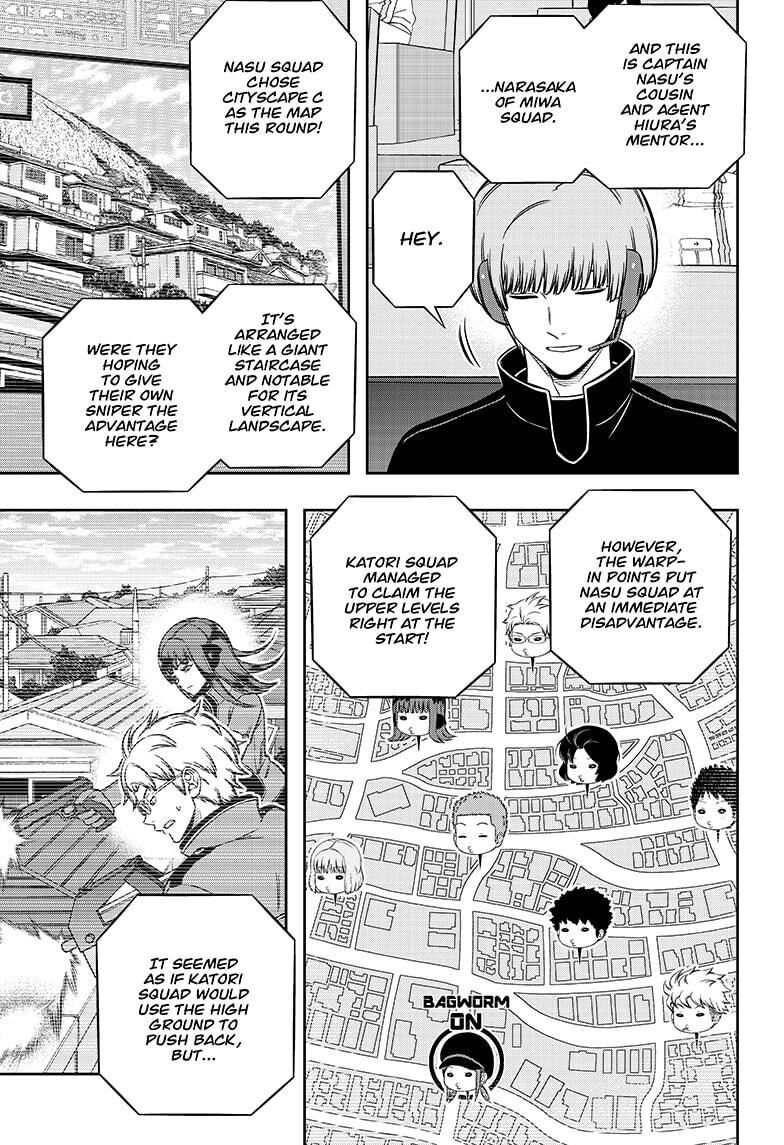 AND THIS
IS CAPTAIN
NASU'S
COUSIN
AND AGENT
HIURA'S
MENTOR...
...NARASAKA
OF MIWA
SQUAD.
HEY.
NASU SQUAD
CHOSE
CITYSCAPE C
AS THE MAP
THIS ROUND!
IT'S
ARRANGED
LIKE A GIANT
STAIRCASE
AND NOTABLE
FOR ITS
VERTICAL
LANDSCAPE.
WERE THEY
HOPING
TO GIVE
THEIR OWN
SNIPER THE
ADVANTAGE
HERE?
HOWEVER,
THE WARP-
IN POINTS PUT
NASU SQUAD AT
AN IMMEDIATE
DISADVANTAGE.
KATORI SQUAD
MANAGED
TO CLAIM THE
UPPER LEVELS
RIGHT AT THE
START!
BAGWORM
ON
IT SEEMED
AS IF KATORI
SQUAD WOULD
USE THE HIGH
GROUND TO
PUSH BACK,
BUT...